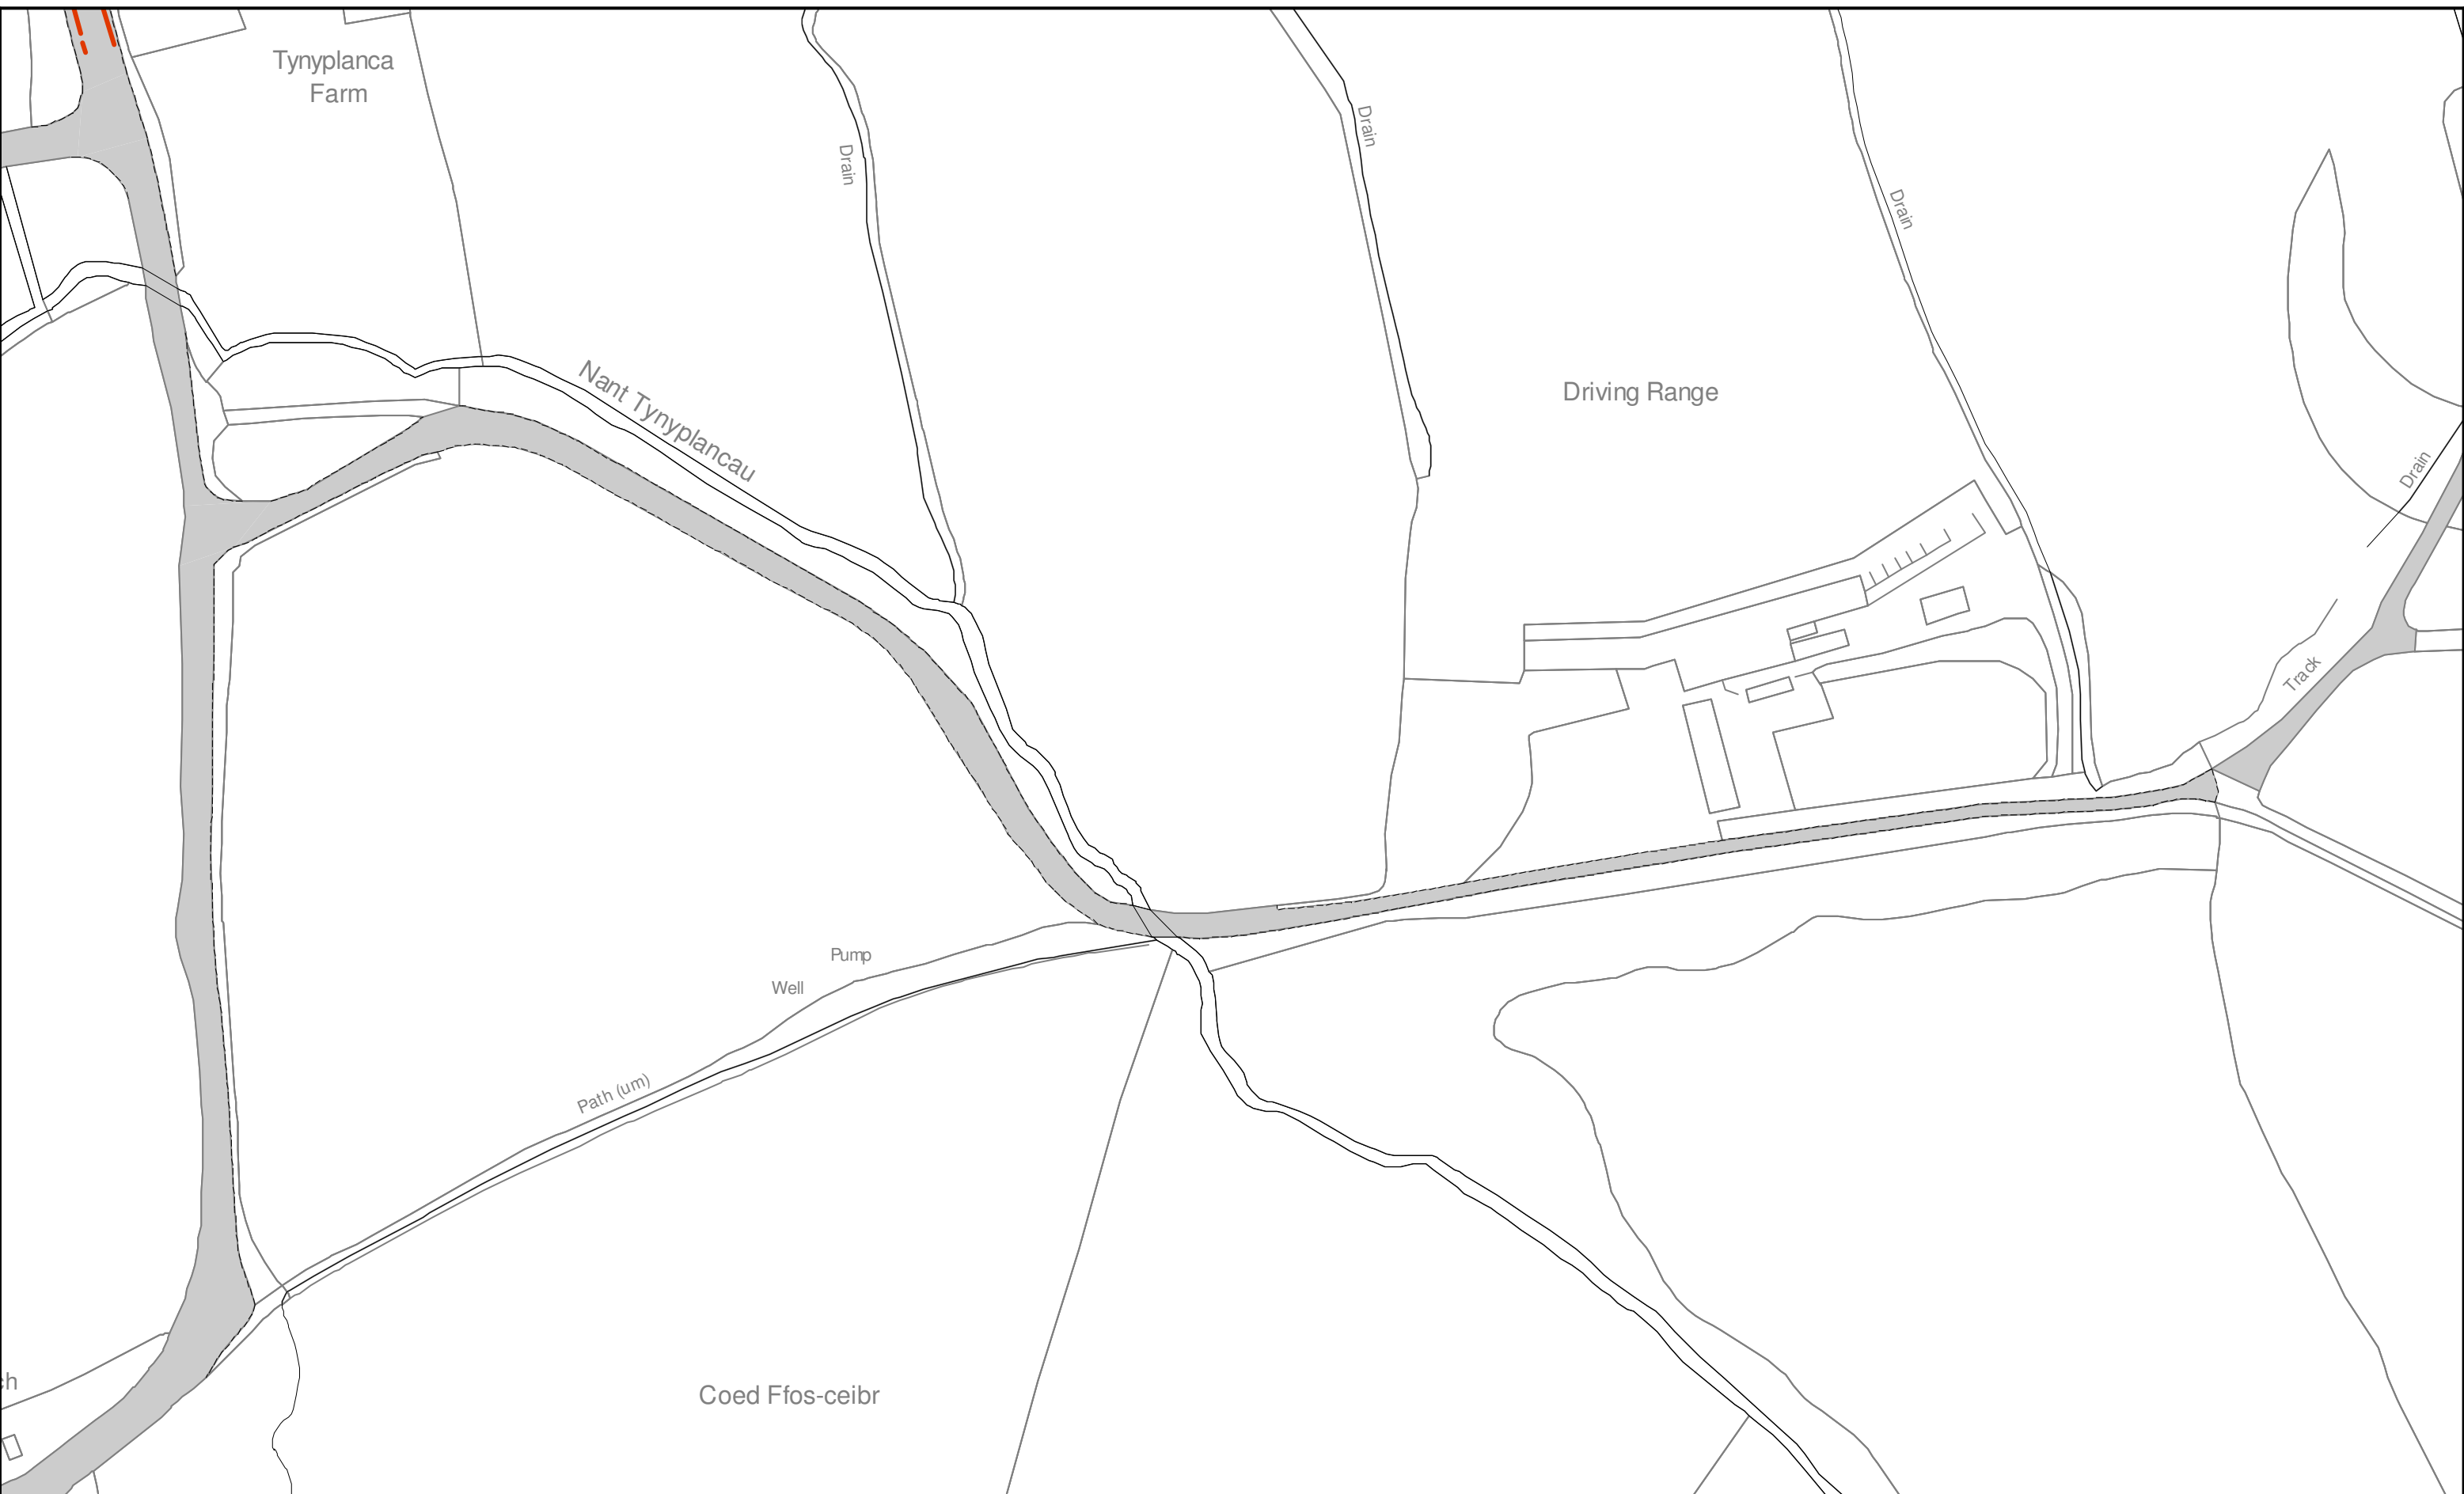 Tynyplanca
Farm
Drain
Drain
Drain
Nant Tynyplancau
Driving Range
Drain
Track
Pump
Well
Path (um)
Coed Ffos-ceibr